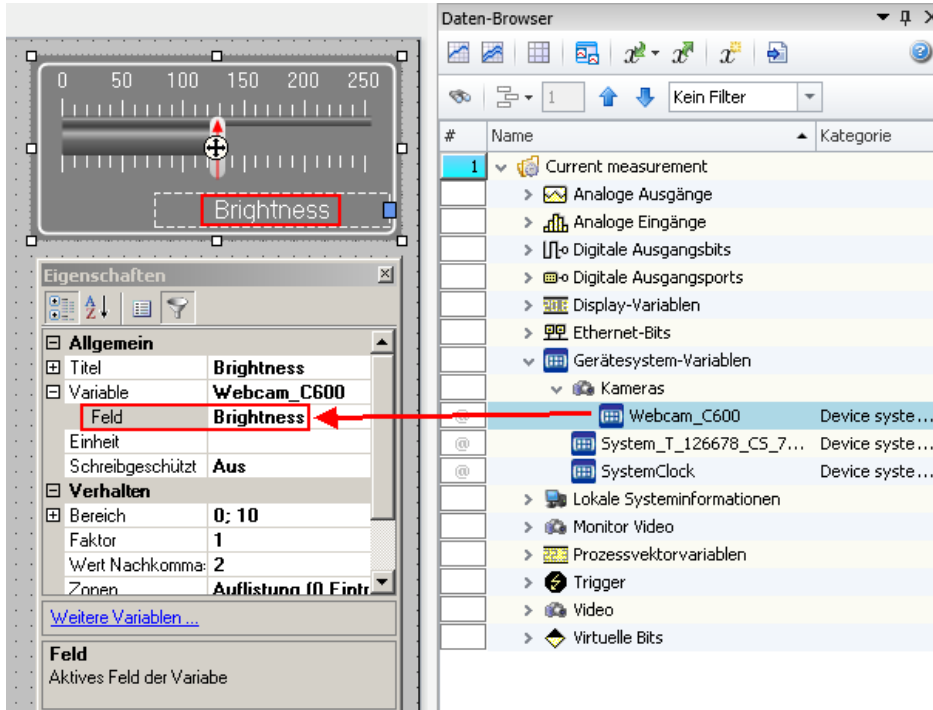 Daten-Browser
1
Kein Filter
# Name Kategorie
1 Current measurement
Analoge Ausgänge
Analoge Eingänge
Digitale Ausgangsbits
Digitale Ausgangsports
Display-Variablen
Ethernet-Bits
Gerätesystem-Variablen
Kameras
@ Webcam_C600 Device syste...
@ System_T_126678_CS_7... Device syste...
@ SystemClock Device syste...
Lokale Systeminformationen
Monitor Video
Prozessvektorvariablen
Trigger
Video
Virtuelle Bits
0 50 100 150 200 250
Brightness
Eigenschaften
Allgemein
Titel Brightness
Variable Webcam_C600
Feld Brightness
Einheit
Schreibgeschützt Aus
Verhalten
Bereich 0; 10
Faktor 1
Wert Nachkomma: 2
Zonen Auflistung (0 Eintr
Weitere Variablen ...
Feld
Aktives Feld der Variabe